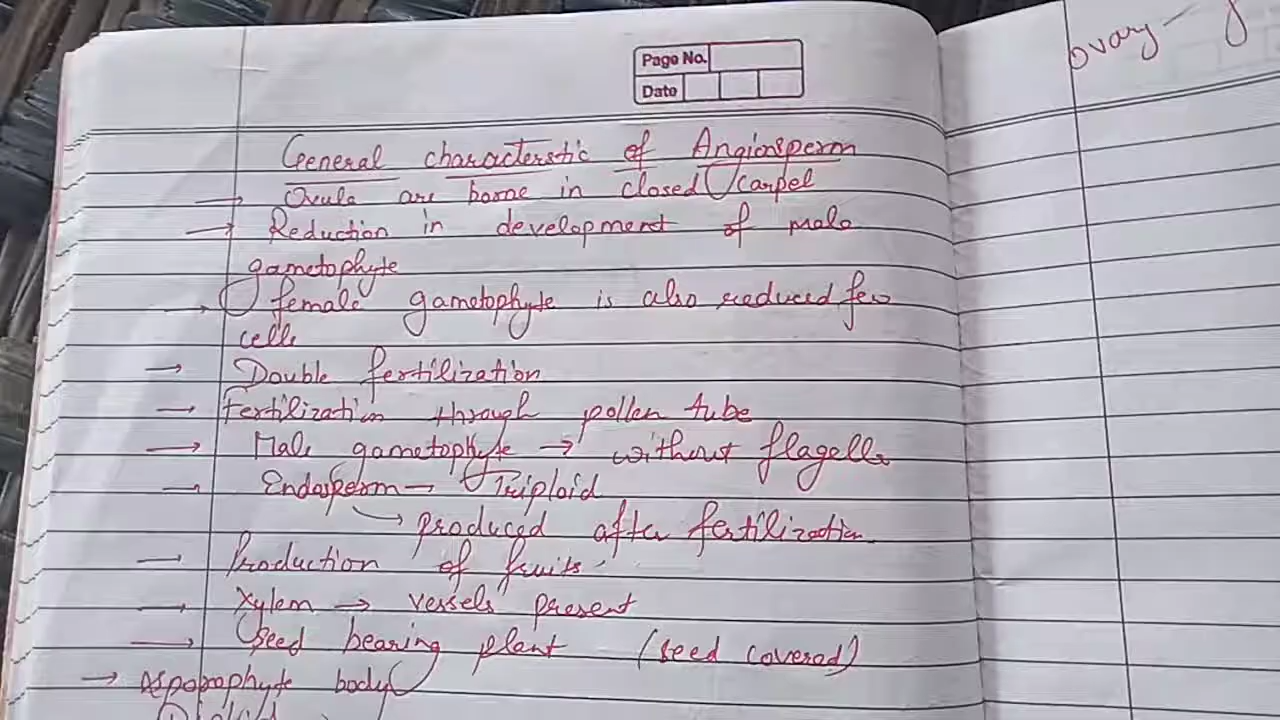 Page No.
Date
ovary -
General characterstic of Angiosperm
→ Ovule are borne in closed carpel
→ Reduction in development of male
gametophyte
→ female gametophyte is also reduced few
cells
→ Double fertilization
→ Fertilization through pollen tube
→ Male gametophyte → without flagella
→ Endosperm → Triploid
→ produced after fertilization
→ Production of fruits
→ Xylem → vessels present
→ Seed bearing plant (seed covered)
→ Sporophyte body